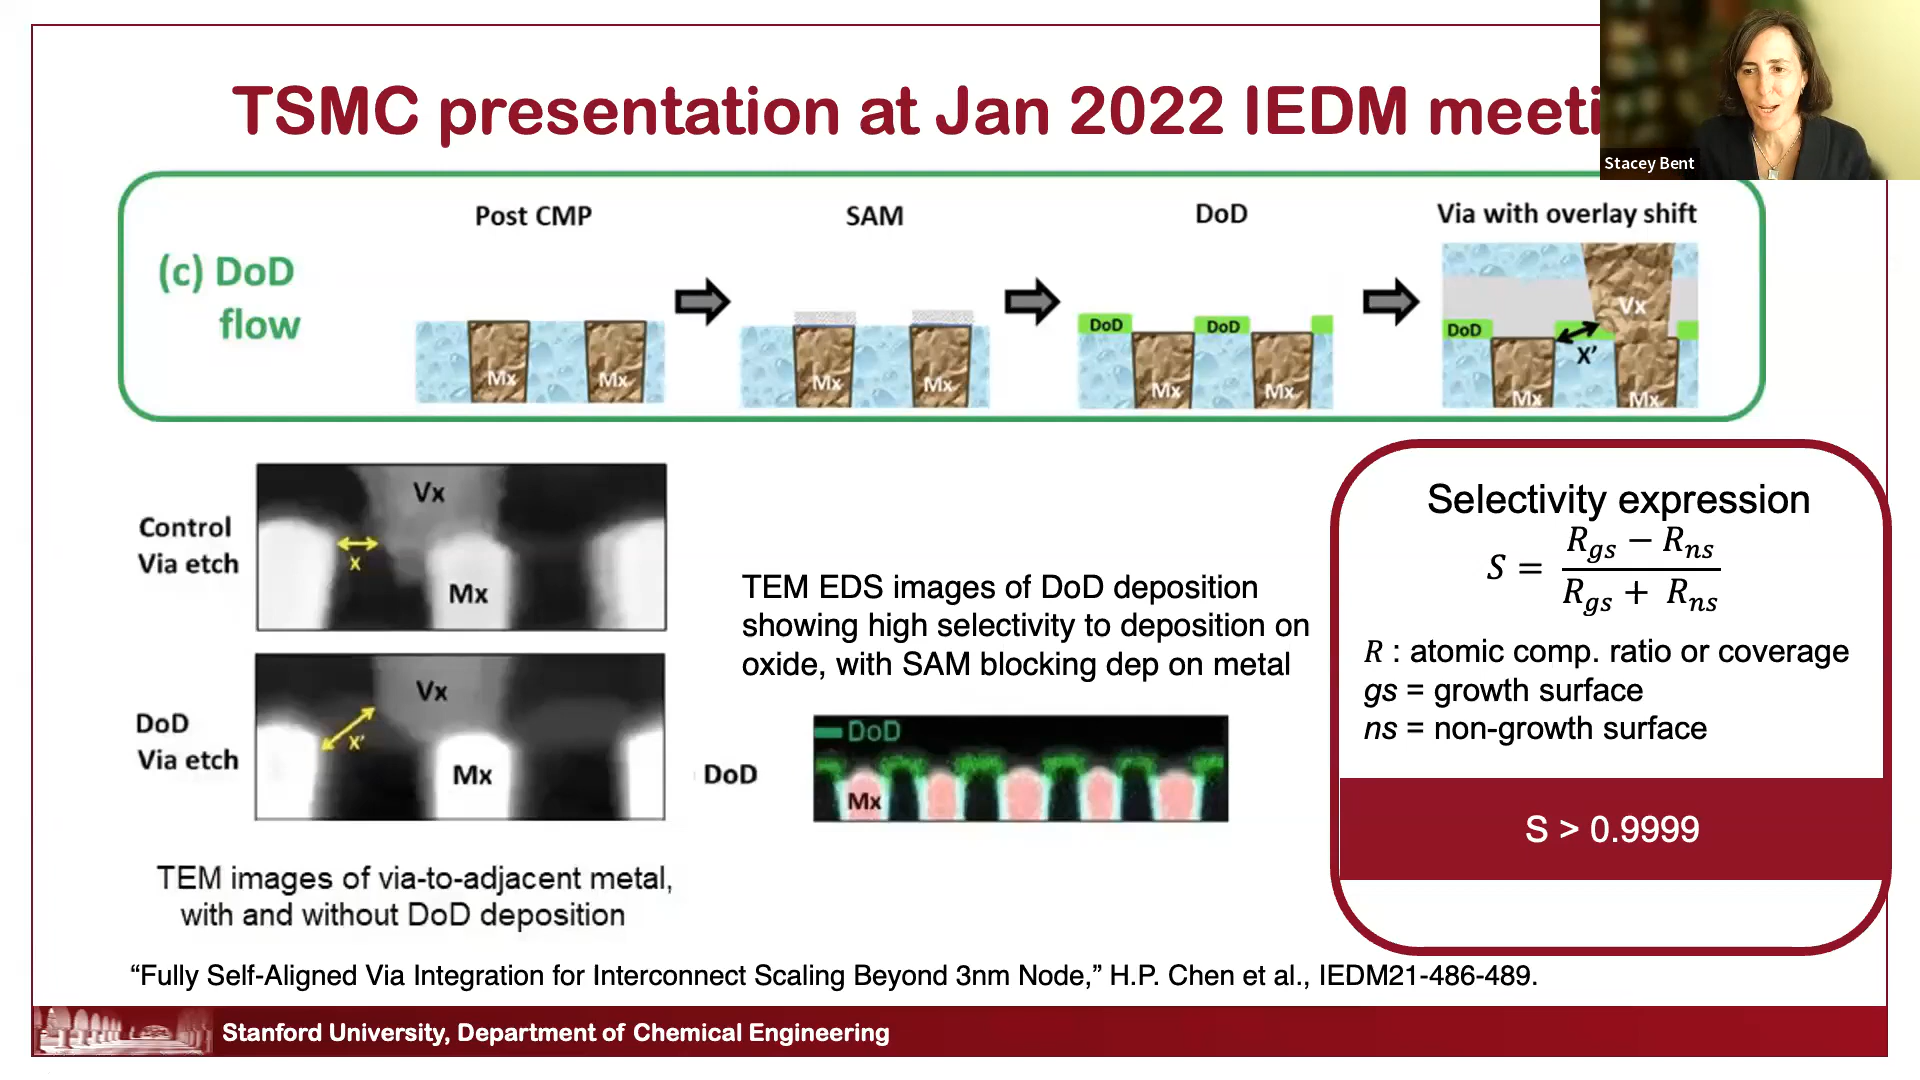 TSMC presentation at Jan 2022 IEDM meeti
Stacey Bent
(c) DoD
flow
Post CMP
SAM
DoD
Via with overlay shift
Mx
Mx
Mx
Mx
DoD
DoD
Mx
Mx
DoD
Vx
X’
Mx
Mx
Control
Via etch
Vx
x
Mx
DoD
Via etch
Vx
x’
Mx
TEM images of via-to-adjacent metal,
with and without DoD deposition
TEM EDS images of DoD deposition
showing high selectivity to deposition on
oxide, with SAM blocking dep on metal
DoD
DoD
Mx
Selectivity expression
S = (R_gs − R_ns) / (R_gs + R_ns)
R : atomic comp. ratio or coverage
gs = growth surface
ns = non-growth surface
S > 0.9999
“Fully Self-Aligned Via Integration for Interconnect Scaling Beyond 3nm Node,” H.P. Chen et al., IEDM21-486-489.
Stanford University, Department of Chemical Engineering